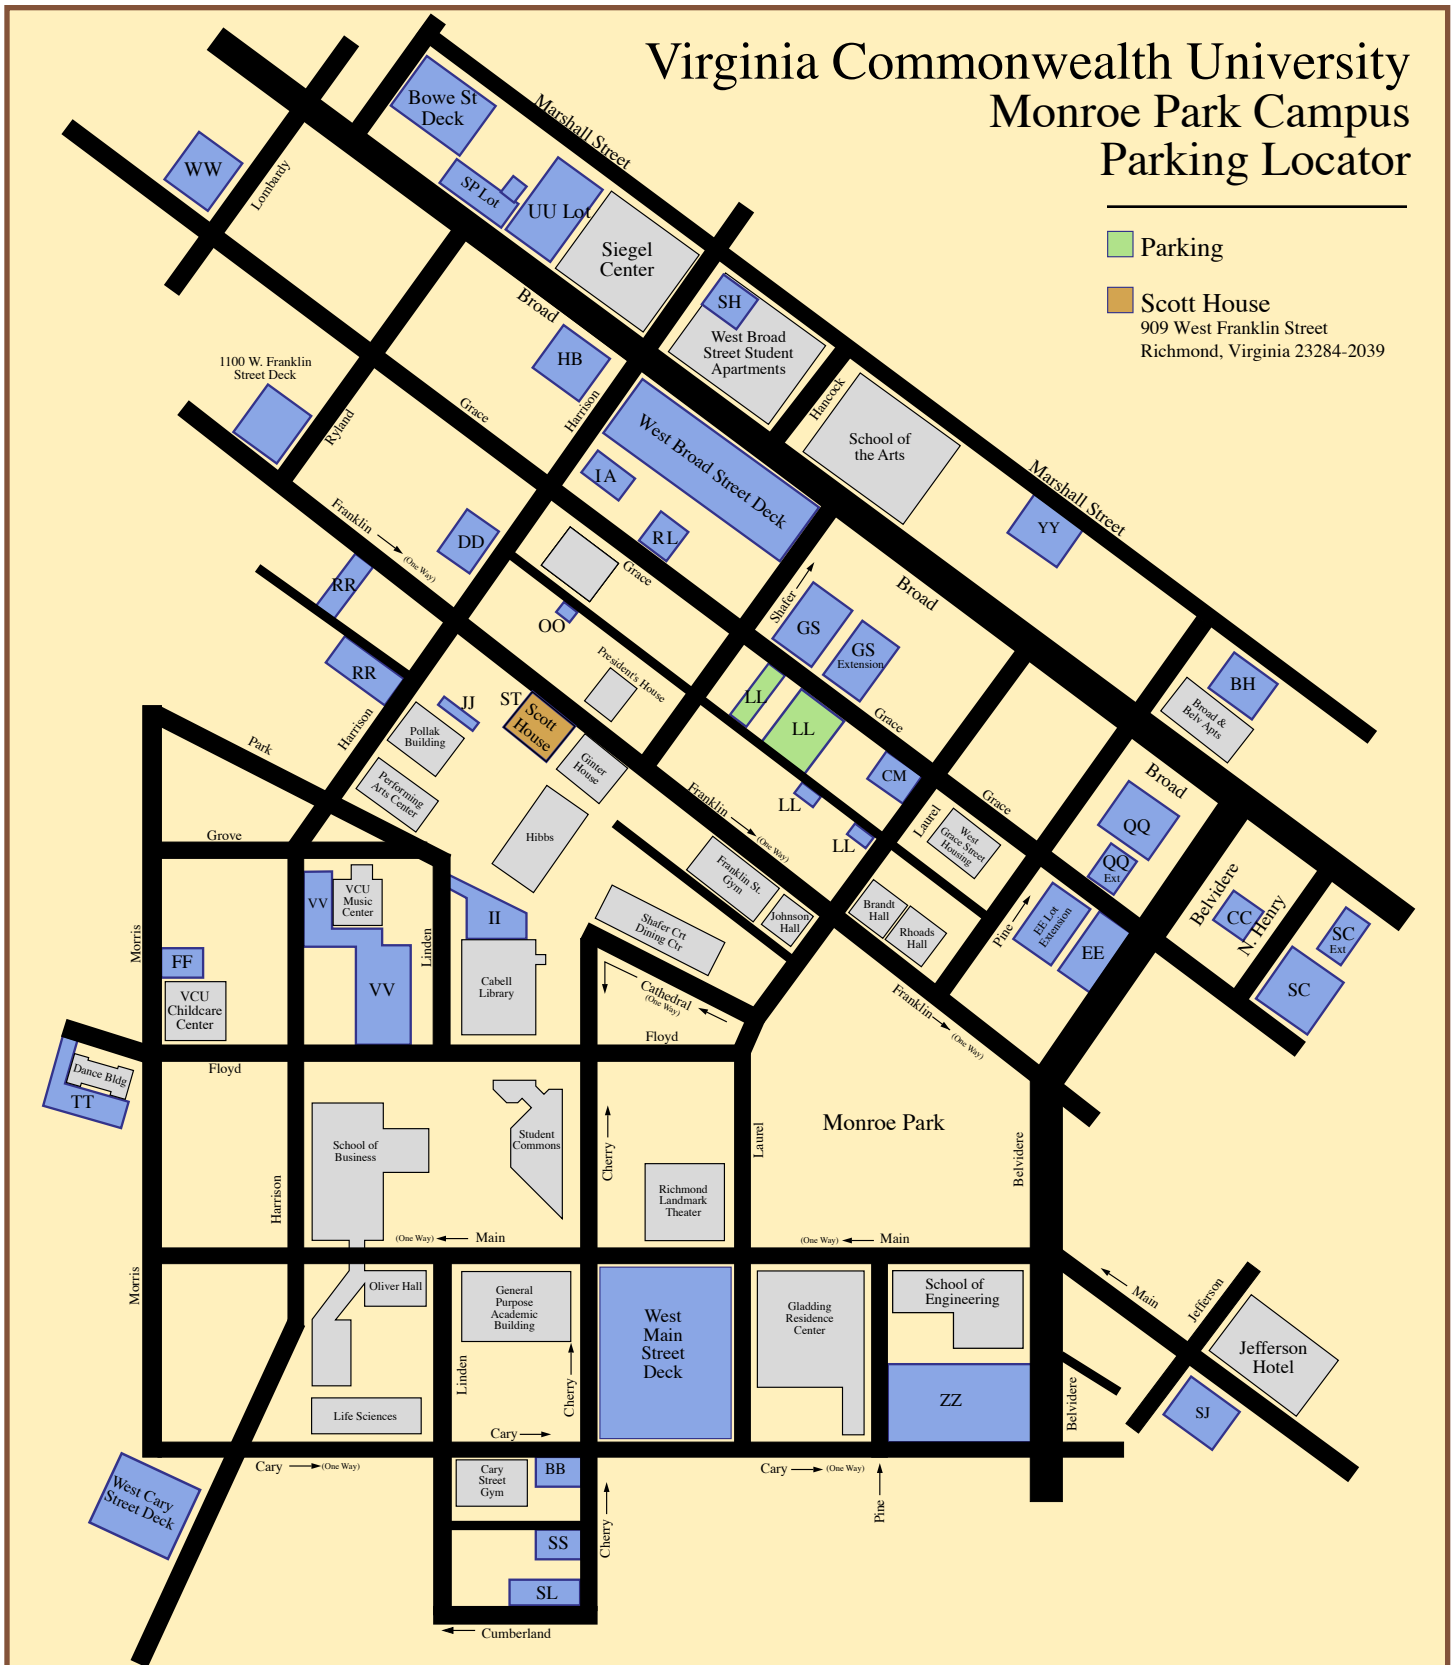 Virginia Commonwealth University
Monroe Park Campus
Parking Locator
Parking
Scott House
909 West Franklin Street
Richmond, Virginia 23284-2039
Bowe St
Deck
Marshall Street
WW
Lombardy
SP Lot
UU Lot
Siegel
Center
Broad
SH
West Broad
Street Student
Apartments
HB
1100 W. Franklin
Street Deck
Ryland
Grace
Harrison
Hancock
West Broad Street Deck
School of
the Arts
IA
Marshall Street
YY
Franklin
(One Way)
DD
RL
Grace
RR
OO
Shafer
GS
GS
Extension
Broad
RR
President's House
JJ
ST
Scott
House
LL
LL
Grace
BH
Broad &
Belv Apts
Harrison
Park
Pollak
Building
Ginter
House
CM
Broad
Performing
Arts Center
LL
Franklin
(One Way)
Grace
Laurel
QQ
Grove
Hibbs
LL
West
Grace Street
Housing
QQ
Ext
Franklin St.
Gym
VV
VCU
Music
Center
II
Brandt
Hall
Johnson
Hall
Rhoads
Hall
Pine
EE Lot
Extension
EE
Belvidere
CC
N. Henry
SC
Ext
SC
Shafer Crt
Dining Ctr
Morris
Linden
FF
VV
VCU
Childcare
Center
Cabell
Library
Cathedral
(One Way)
Franklin
(One Way)
Floyd
Floyd
Dance Bldg
TT
Monroe Park
School of
Business
Student
Commons
Cherry
Laurel
Belvidere
Harrison
Richmond
Landmark
Theater
(One Way)
Main
(One Way)
Main
Morris
Oliver Hall
General
Purpose
Academic
Building
West
Main
Street
Deck
Gladding
Residence
Center
School of
Engineering
Main
Jefferson
Jefferson
Hotel
Linden
Cherry
ZZ
Belvidere
SJ
Life Sciences
Cary
Cary
(One Way)
Cary
(One Way)
West Cary
Street Deck
Cary
Street
Gym
BB
Cherry
Pine
SS
SL
Cumberland